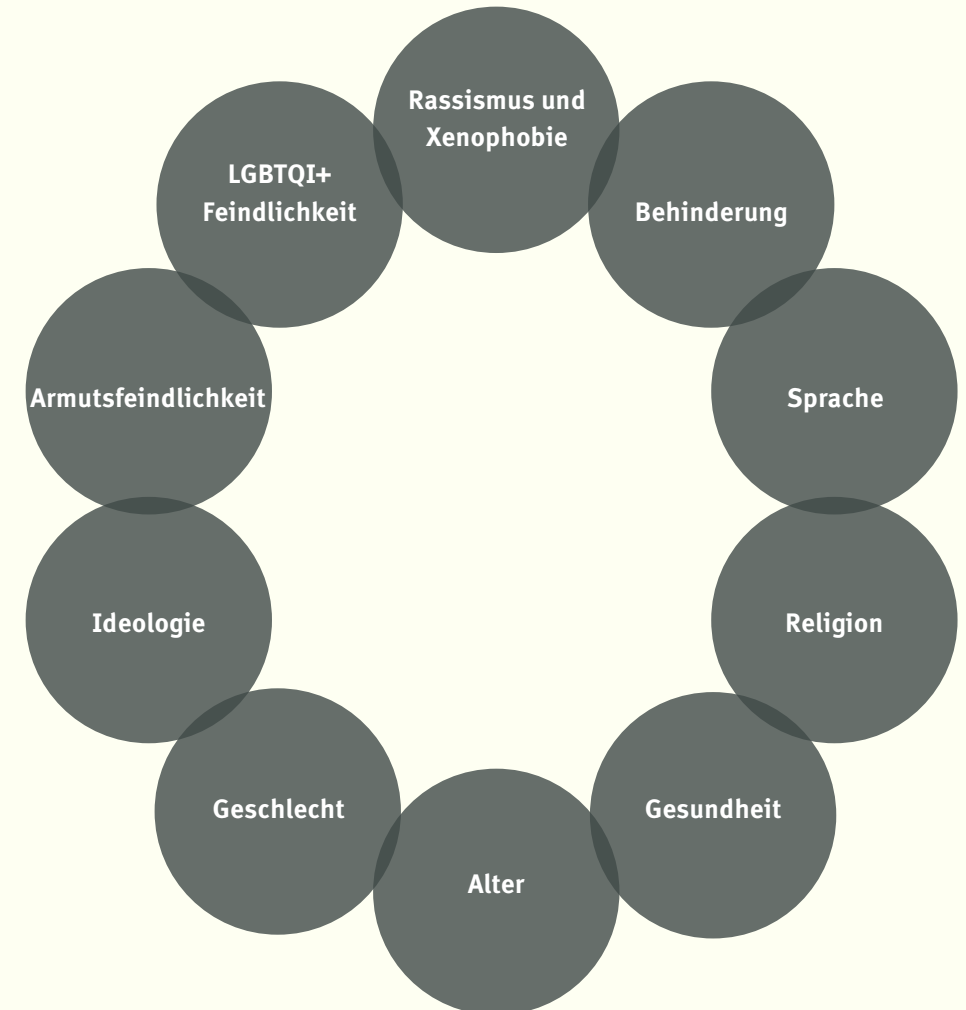 Rassismus und
Xenophobie
Behinderung
Sprache
Religion
Gesundheit
Alter
Geschlecht
Ideologie
Armutsfeindlichkeit
LGBTQI+
Feindlichkeit